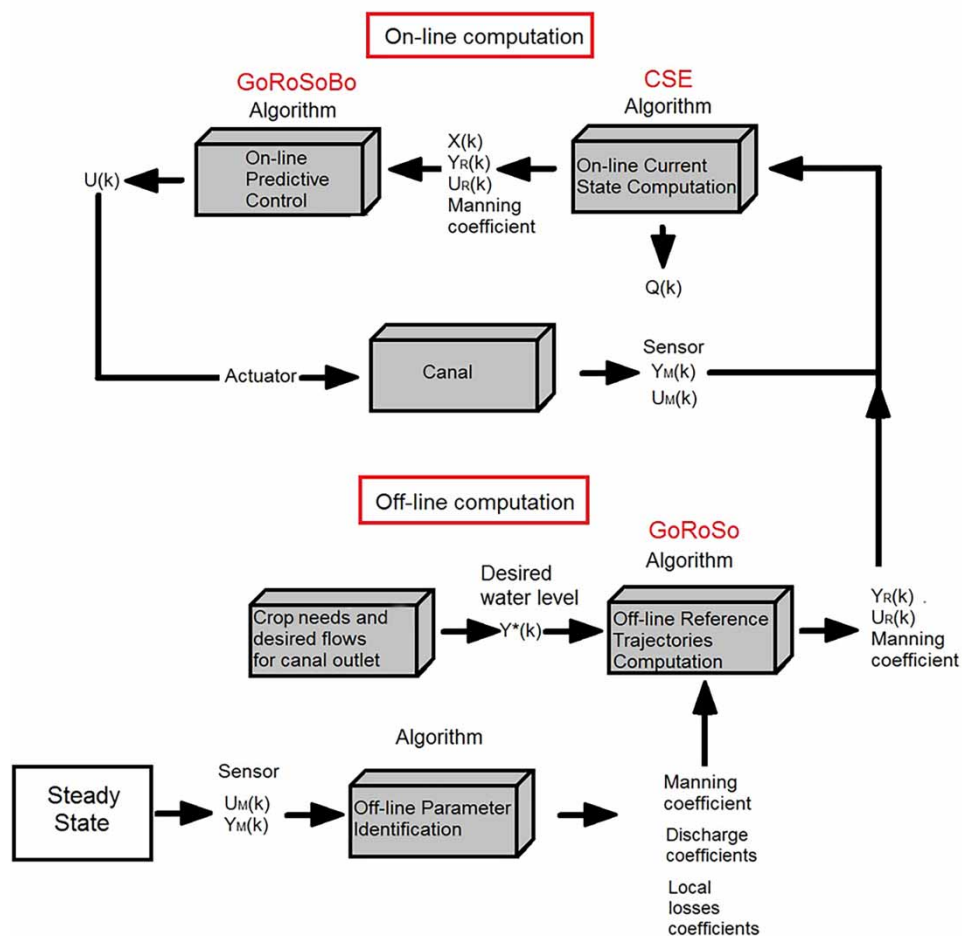 On-line computation
GoRoSoBo
Algorithm
On-line
Predictive
Control
CSE
Algorithm
On-line Current
State Computation
X(k)
YR(k)
UR(k)
Manning
coefficient
U(k)
Q(k)
Actuator
Canal
Sensor
YM(k)
UM(k)
Off-line computation
GoRoSo
Algorithm
Crop needs and
desired flows
for canal outlet
Desired
water level
Y*(k)
Off-line Reference
Trajectories
Computation
YR(k) .
UR(k)
Manning
coefficient
Algorithm
Steady
State
Sensor
UM(k)
YM(k)
Off-line Parameter
Identification
Manning
coefficient
Discharge
coefficients
Local
losses
coefficients